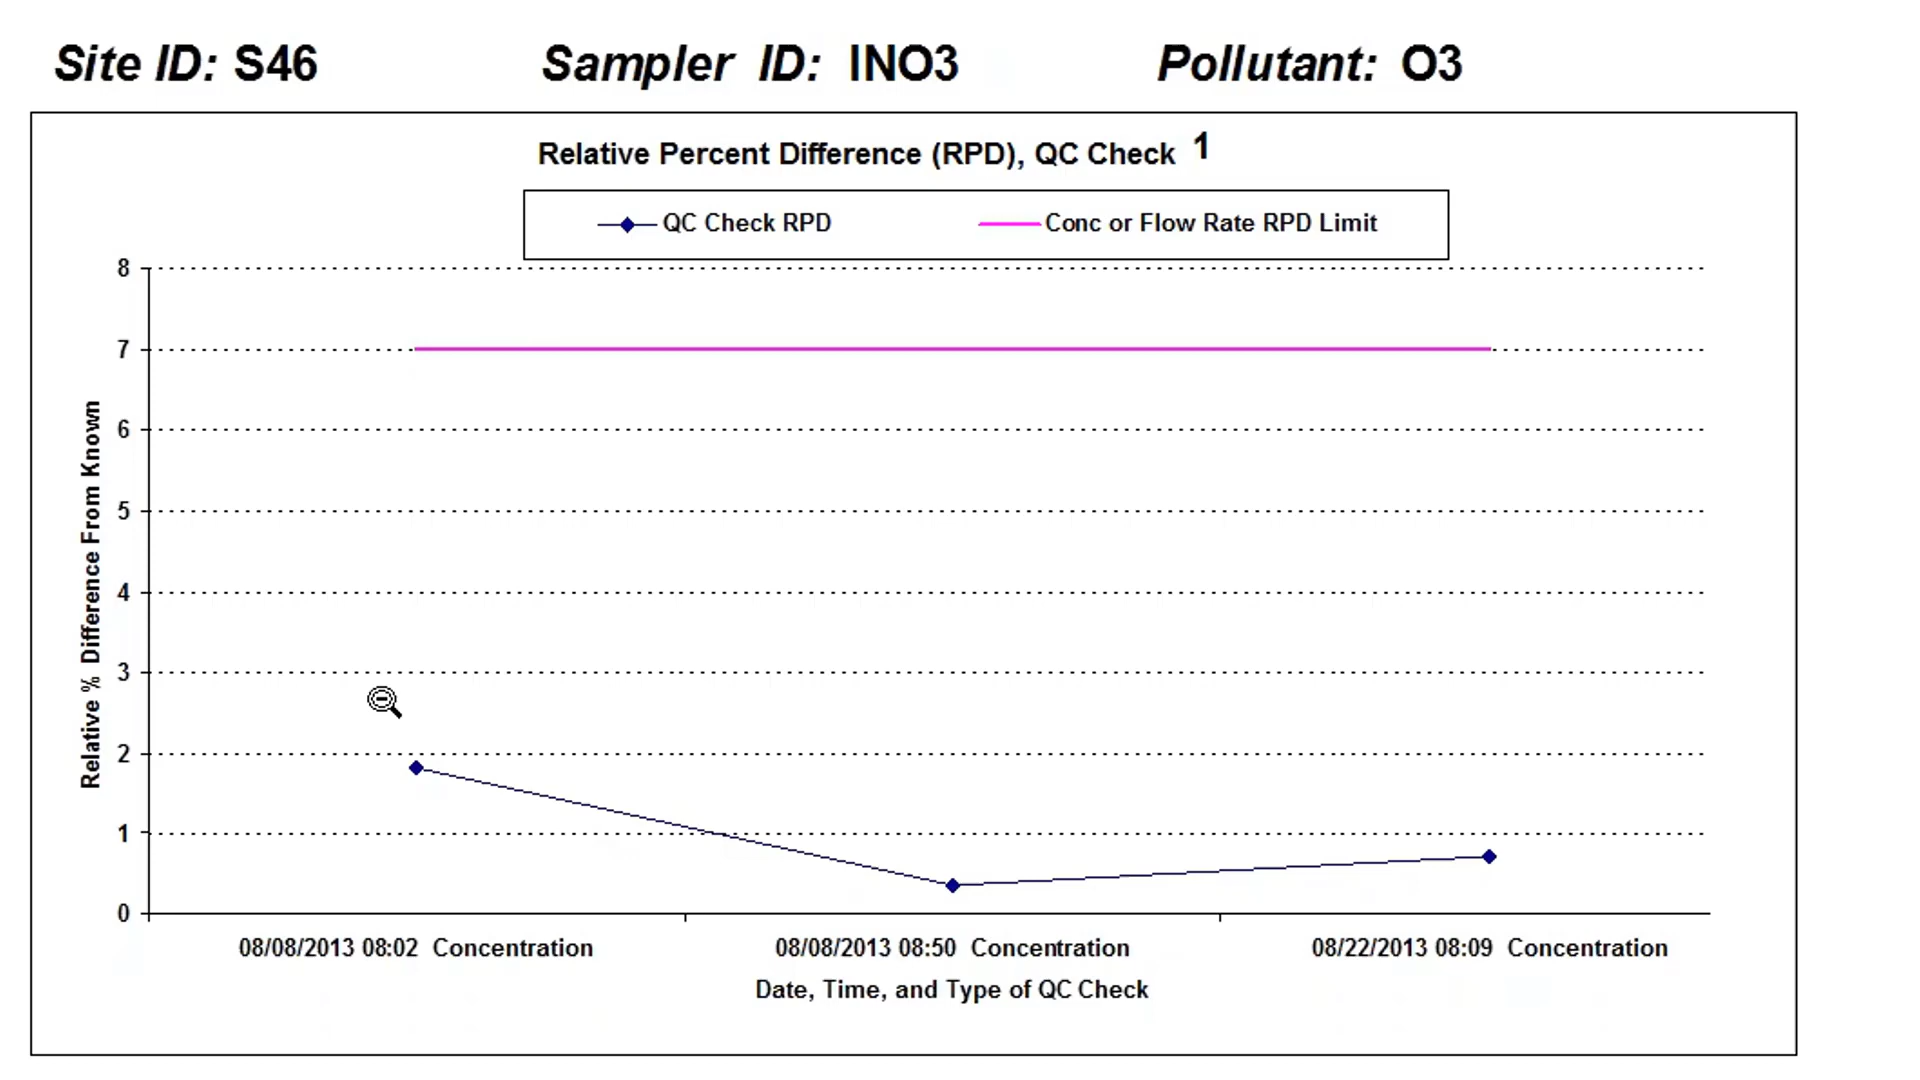 Site ID: S46 Sampler ID: INO3 Pollutant: O3
Relative Percent Difference (RPD), QC Check 1
QC Check RPD Conc or Flow Rate RPD Limit
8
7
6
5
4
3
2
1
0
Relative % Difference From Known
08/08/2013 08:02 Concentration 08/08/2013 08:50 Concentration 08/22/2013 08:09 Concentration
Date, Time, and Type of QC Check